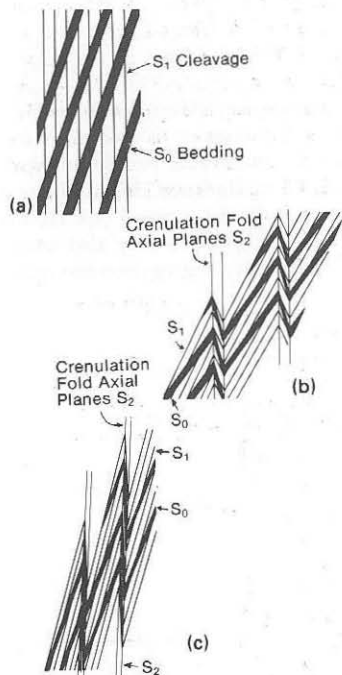 S₁ Cleavage
S₀ Bedding
(a)
Crenulation Fold
Axial Planes S₂
S₁
(b)
S₀
Crenulation
Fold Axial
Planes S₂
S₁
S₀
(c)
S₂